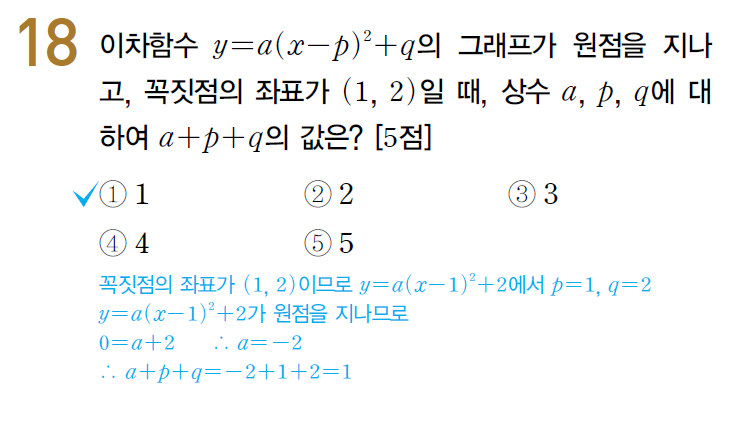 18 이차함수 y=a(x-p)²+q의 그래프가 원점을 지나
고, 꼭짓점의 좌표가 (1, 2)일 때, 상수 a, p, q에 대
하여 a+p+q의 값은? [5점]
① 1 ② 2 ③ 3
④ 4 ⑤ 5
꼭짓점의 좌표가 (1, 2)이므로 y=a(x-1)²+2에서 p=1, q=2
y=a(x-1)²+2가 원점을 지나므로
0=a+2 ∴ a=-2
∴ a+p+q=-2+1+2=1